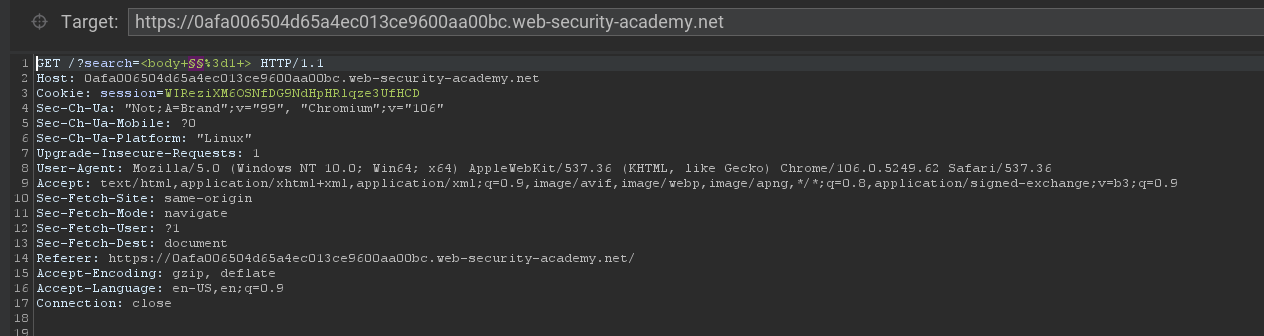 Target: https://0afa006504d65a4ec013ce9600aa00bc.web-security-academy.net
1 GET /?search=<body+§§%3d1+> HTTP/1.1
2 Host: 0afa006504d65a4ec013ce9600aa00bc.web-security-academy.net
3 Cookie: session=WIReziXM6OSNfDG9NdHpHRlqze3UfHCD
4 Sec-Ch-Ua: "Not;A=Brand";v="99", "Chromium";v="106"
5 Sec-Ch-Ua-Mobile: ?0
6 Sec-Ch-Ua-Platform: "Linux"
7 Upgrade-Insecure-Requests: 1
8 User-Agent: Mozilla/5.0 (Windows NT 10.0; Win64; x64) AppleWebKit/537.36 (KHTML, like Gecko) Chrome/106.0.5249.62 Safari/537.36
9 Accept: text/html,application/xhtml+xml,application/xml;q=0.9,image/avif,image/webp,image/apng,*/*;q=0.8,application/signed-exchange;v=b3;q=0.9
10 Sec-Fetch-Site: same-origin
11 Sec-Fetch-Mode: navigate
12 Sec-Fetch-User: ?1
13 Sec-Fetch-Dest: document
14 Referer: https://0afa006504d65a4ec013ce9600aa00bc.web-security-academy.net/
15 Accept-Encoding: gzip, deflate
16 Accept-Language: en-US,en;q=0.9
17 Connection: close
18
19